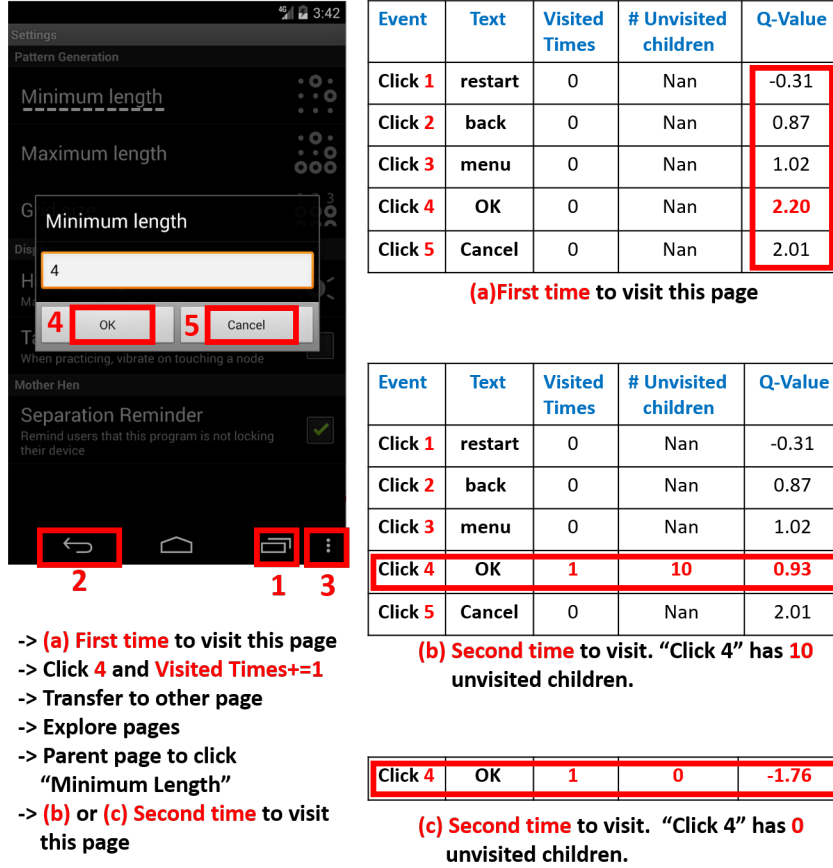 4G 3:42
Settings
Pattern Generation
Minimum length
Maximum length
G
3
Minimum length
Disp
4
H
Ma
4 OK 5 Cancel
Ta
When practicing, vibrate on touching a node
Mother Hen
Separation Reminder
Remind users that this program is not locking
their device
2 1 3
-> (a) First time to visit this page
-> Click 4 and Visited Times+=1
-> Transfer to other page
-> Explore pages
-> Parent page to click
“Minimum Length”
-> (b) or (c) Second time to visit
this page
Event Text Visited Times # Unvisited children Q-Value
Click 1 restart 0 Nan -0.31
Click 2 back 0 Nan 0.87
Click 3 menu 0 Nan 1.02
Click 4 OK 0 Nan 2.20
Click 5 Cancel 0 Nan 2.01
(a)First time to visit this page
Event Text Visited Times # Unvisited children Q-Value
Click 1 restart 0 Nan -0.31
Click 2 back 0 Nan 0.87
Click 3 menu 0 Nan 1.02
Click 4 OK 1 10 0.93
Click 5 Cancel 0 Nan 2.01
(b) Second time to visit. “Click 4” has 10
unvisited children.
Click 4 OK 1 0 -1.76
(c) Second time to visit. “Click 4” has 0
unvisited children.